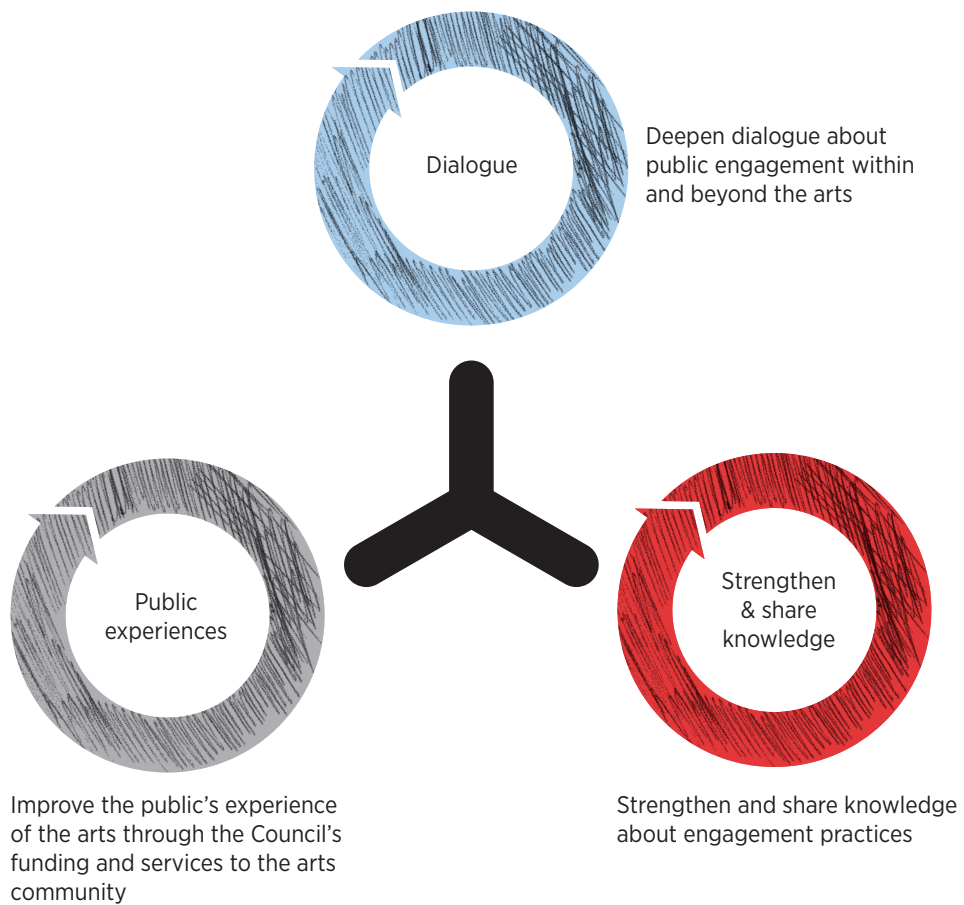 Dialogue
Deepen dialogue about
public engagement within
and beyond the arts
Public
experiences
Improve the public’s experience
of the arts through the Council’s
funding and services to the arts
community
Strengthen
& share
knowledge
Strengthen and share knowledge
about engagement practices